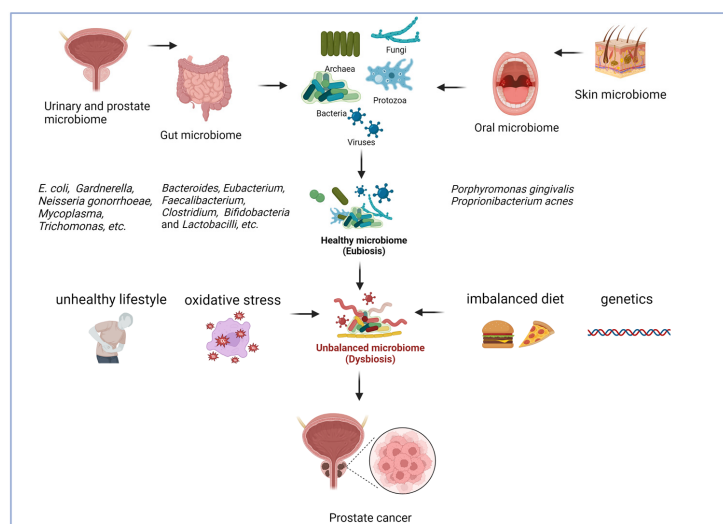 Fungi
Archaea
Protozoa
Bacteria
Viruses
Urinary and prostate
microbiome
Gut microbiome
Oral microbiome
Skin microbiome
E. coli, Gardnerella,
Neisseria gonorrhoeae,
Mycoplasma,
Trichomonas, etc.
Bacteroides, Eubacterium,
Faecalibacterium,
Clostridium, Bifidobacteria
and Lactobacilli, etc.
Porphyromonas gingivalis
Proprionibacterium acnes
Healthy microbiome
(Eubiosis)
unhealthy lifestyle
oxidative stress
imbalanced diet
genetics
Unbalanced microbiome
(Dysbiosis)
Prostate cancer